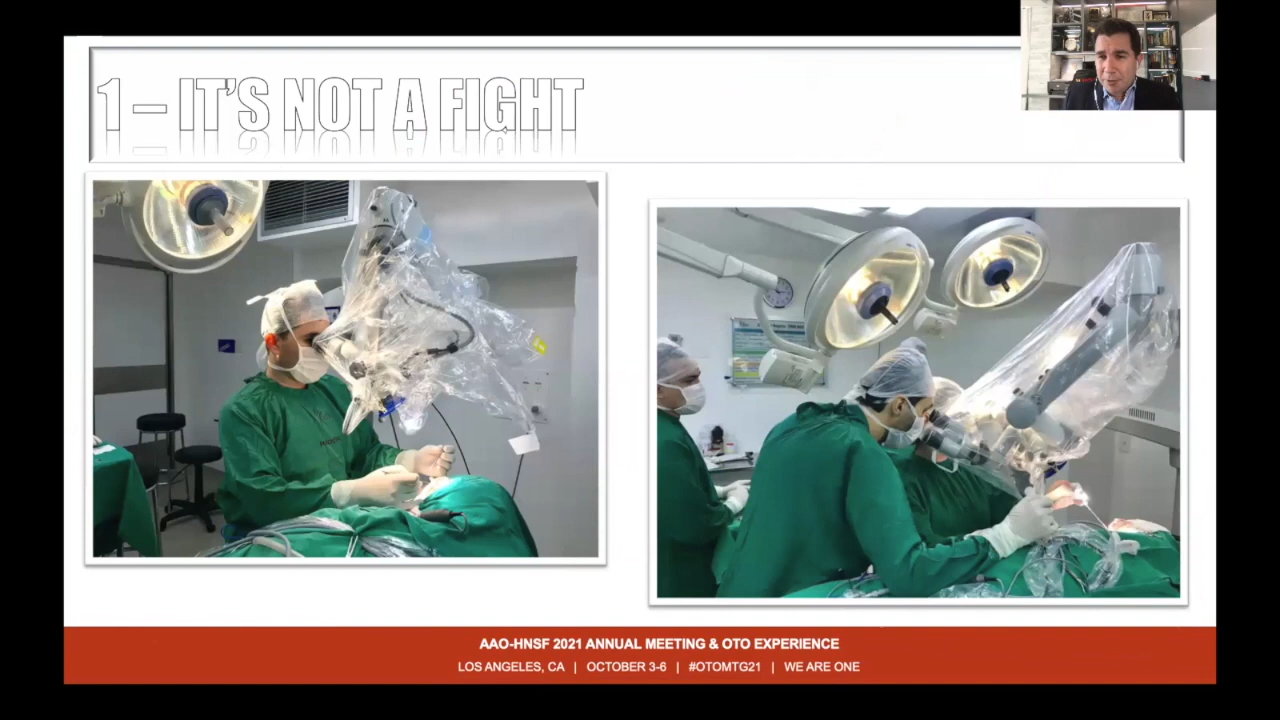 1 – IT'S NOT A FIGHT
AAO-HNSF 2021 ANNUAL MEETING & OTO EXPERIENCE
LOS ANGELES, CA | OCTOBER 3-6 | #OTOMTG21 | WE ARE ONE